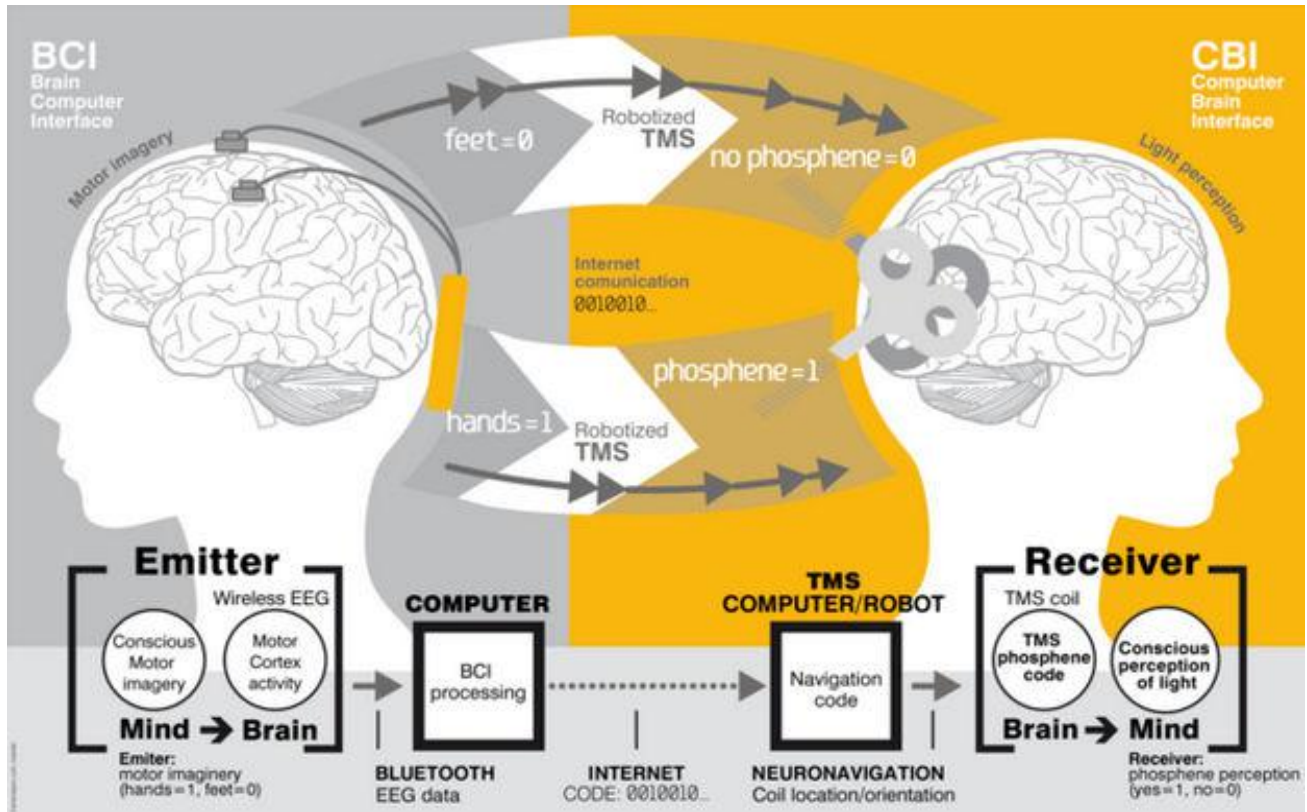 BCI
Brain
Computer
Interface
CBI
Computer
Brain
Interface
Motor imagery
feet=0
Robotized
TMS
no phosphene=0
Light perception
Internet
comunication
0010010...
phosphene=1
hands=1
Robotized
TMS
Emitter
Wireless EEG
Conscious
Motor
imagery
Motor
Cortex
activity
Mind → Brain
Emiter:
motor imaginery
(hands=1, feet=0)
COMPUTER
BCI
processing
BLUETOOTH
EEG data
INTERNET
CODE: 0010010...
TMS
COMPUTER/ROBOT
Navigation
code
NEURONAVIGATION
Coil location/orientation
Receiver
TMS coil
TMS
phosphene
code
Conscious
perception
of light
Brain → Mind
Receiver:
phosphene perception
(yes=1, no=0)